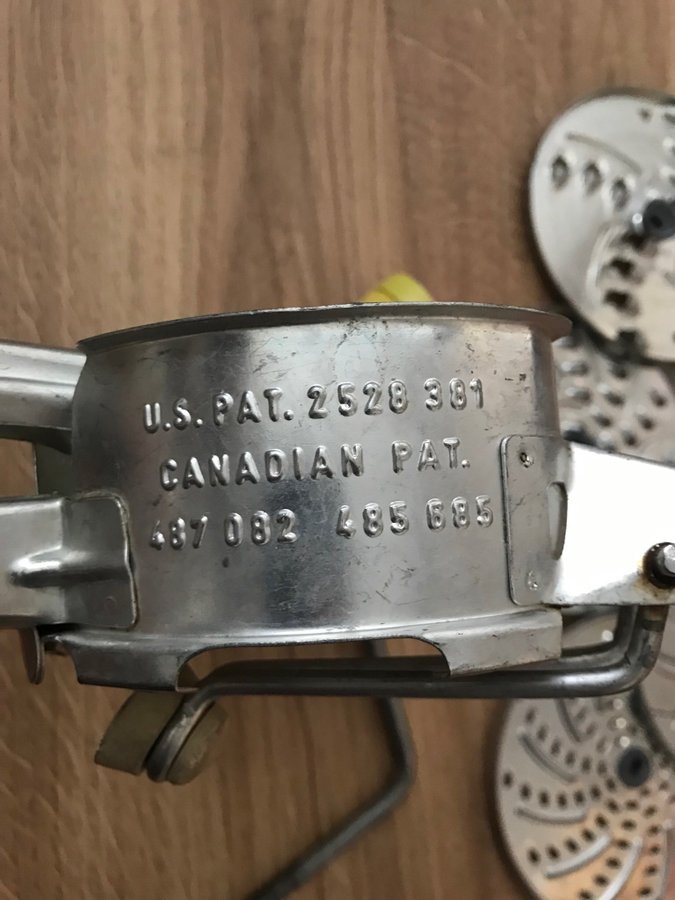 U.S. PAT. 2528 381
CANADIAN PAT.
487 082 485 685